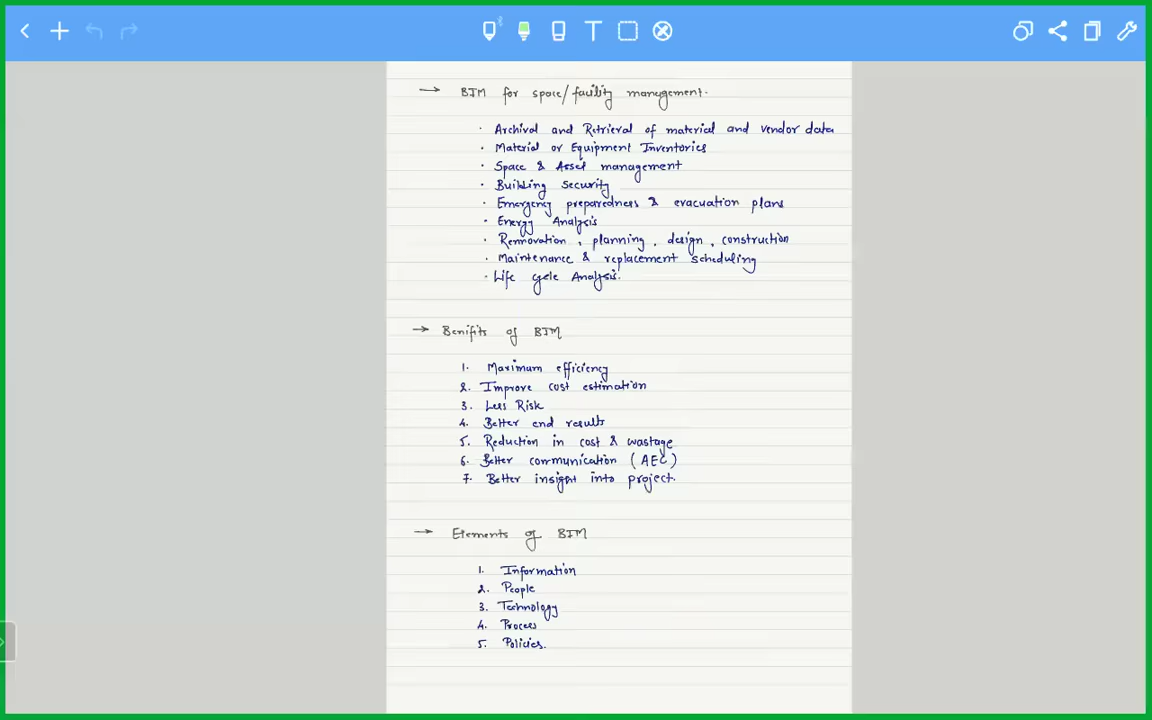 → BIM for space/facility management.
· Archival and Retrieval of material and vendor data
· Material or Equipment Inventories
· Space & Asset management
· Building Security
· Emergency preparedness & evacuation plans
· Energy Analysis
· Rennovation, planning, design, construction
· Maintenance & replacement scheduling
· Life cycle Analysis.
→ Benifits of BIM
1. Maximum efficiency
2. Improve cost estimation
3. Less Risk
4. Better end results
5. Reduction in cost & wastage
6. Better communication (AEC)
7. Better insight into project.
→ Elements of BIM
1. Information
2. People
3. Technology
4. Process
5. Policies.